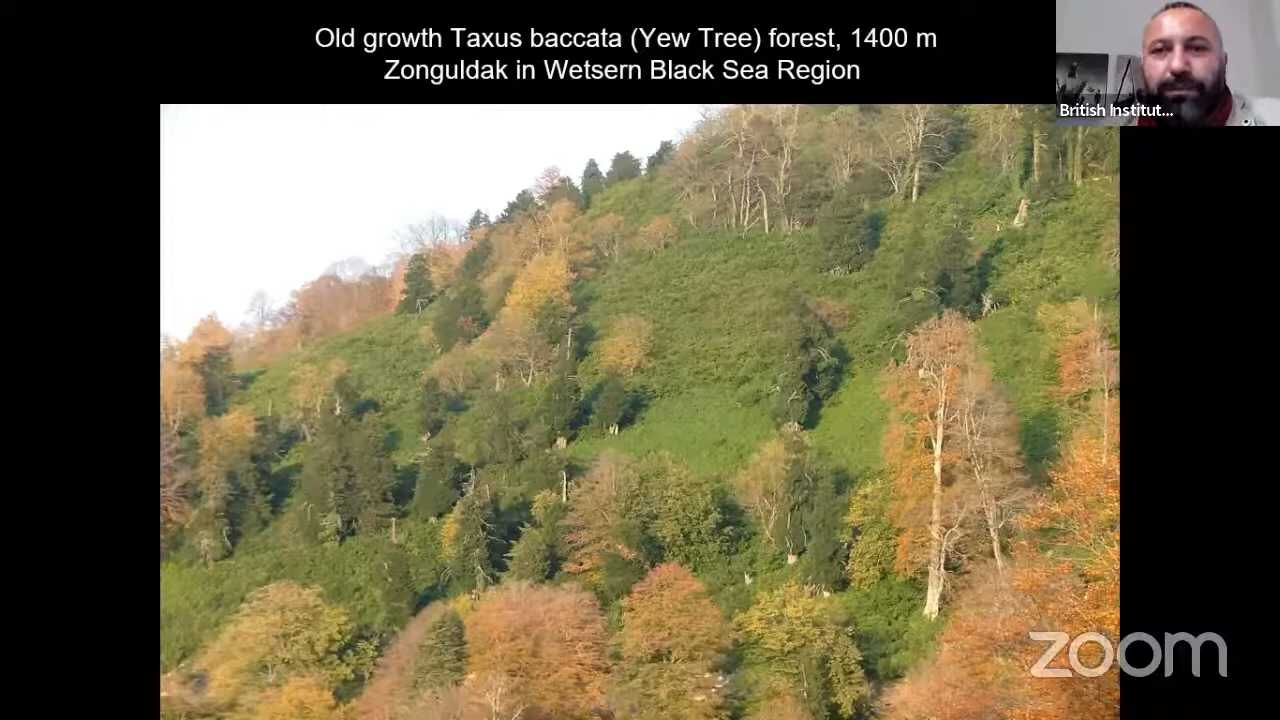 Old growth Taxus baccata (Yew Tree) forest, 1400 m
Zonguldak in Wetsern Black Sea Region
British Institut...
zoom